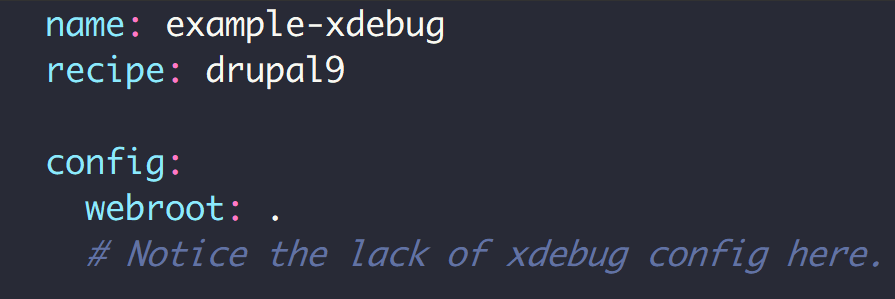 name: example-xdebug
recipe: drupal9
config:
webroot: .
# Notice the lack of xdebug config here.